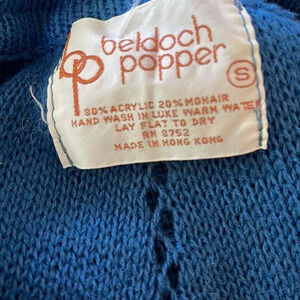 beldoch
popper
S
80% ACRYLIC 20% MOHAIR
HAND WASH IN LUKE WARM WATER
LAY FLAT TO DRY
RN 8752
MADE IN HONG KONG